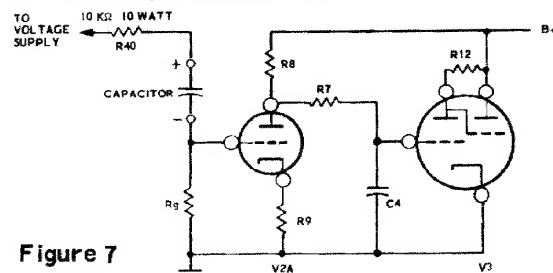 TO
VOLTAGE
SUPPLY
10 KΩ 10 WATT
R40
+
CAPACITOR
-
Rg
R8
R7
R9
C4
R12
V2A
V3
Figure 7